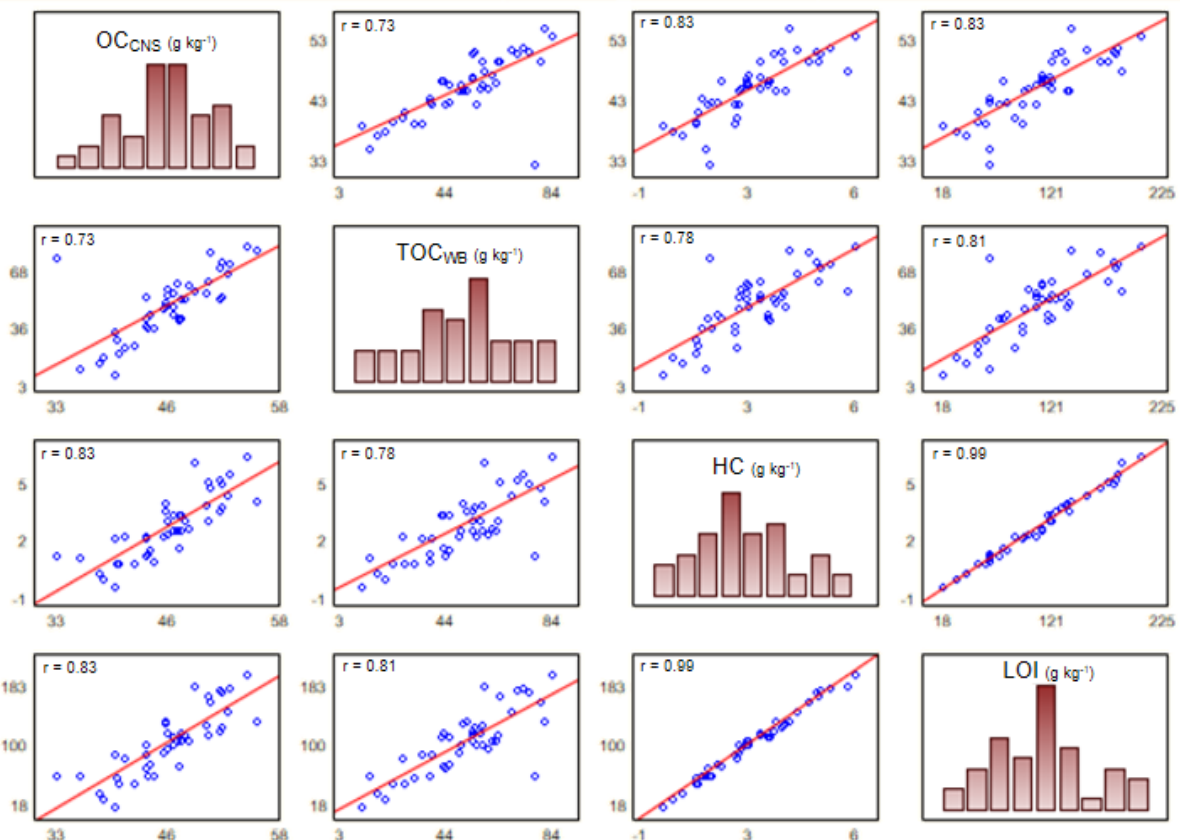 OC_CNS (g kg⁻¹)
r = 0.73
r = 0.83
r = 0.83
53
43
33
53
43
33
53
43
33
3 44 84
-1 3 6
18 121 225
r = 0.73
TOC_WB (g kg⁻¹)
r = 0.78
r = 0.81
68
36
3
68
36
3
68
36
3
33 46 58
-1 3 6
18 121 225
r = 0.83
r = 0.78
HC (g kg⁻¹)
r = 0.99
5
2
-1
5
2
-1
5
2
-1
33 46 58
3 44 84
18 121 225
r = 0.83
r = 0.81
r = 0.99
LOI (g kg⁻¹)
183
100
18
183
100
18
183
100
18
33 46 58
3 44 84
-1 3 6